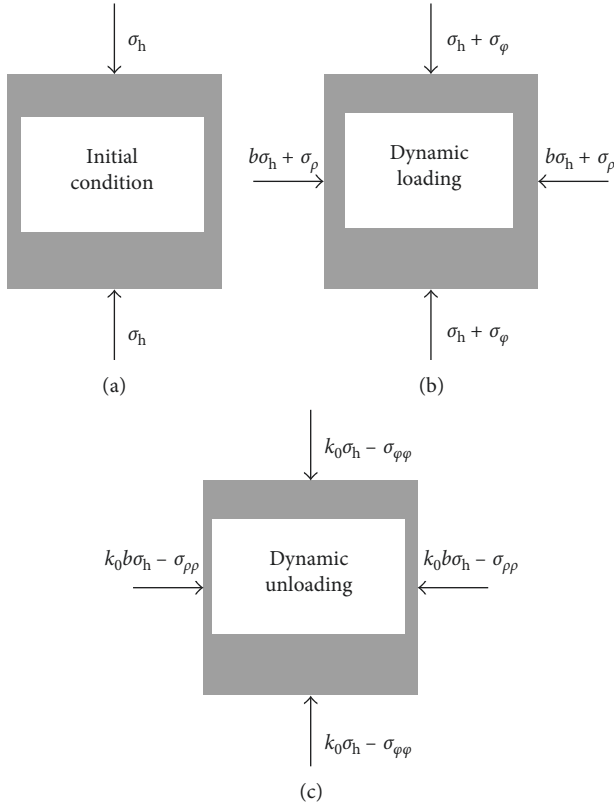 σh
Initial
condition
σh
(a)
σh + σφ
bσh + σρ
Dynamic
loading
bσh + σρ
σh + σφ
(b)
k0σh – σφφ
k0bσh – σρρ
Dynamic
unloading
k0bσh – σρρ
k0σh – σφφ
(c)